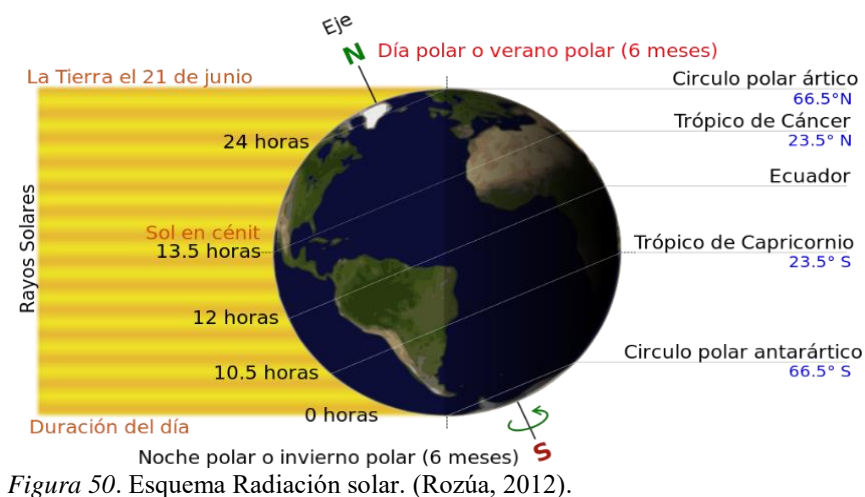 Eje
N
Día polar o verano polar (6 meses)
La Tierra el 21 de junio
Circulo polar ártico
66.5°N
Trópico de Cáncer
23.5° N
24 horas
Ecuador
Rayos Solares
Sol en cénit
13.5 horas
Trópico de Capricornio
23.5° S
12 horas
Circulo polar antarártico
66.5° S
10.5 horas
0 horas
Duración del día
Noche polar o invierno polar (6 meses)
S
Figura 50. Esquema Radiación solar. (Rozúa, 2012).